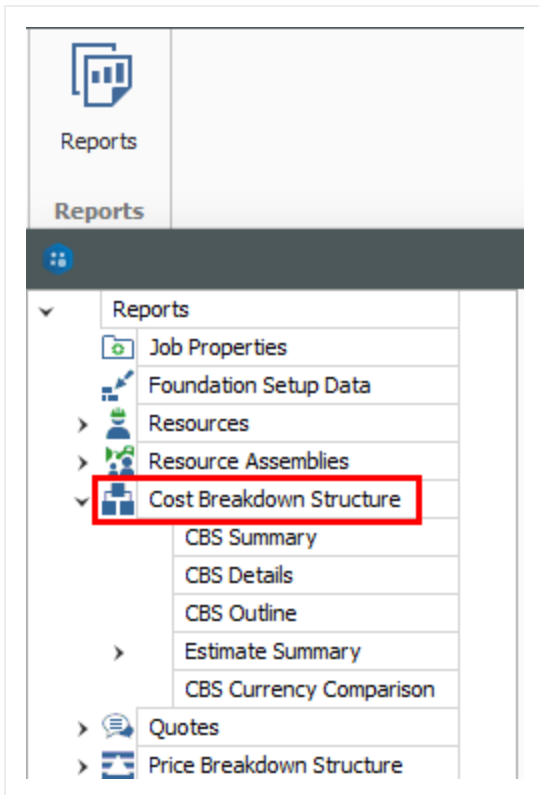 Reports
Reports
Reports
Job Properties
Foundation Setup Data
Resources
Resource Assemblies
Cost Breakdown Structure
CBS Summary
CBS Details
CBS Outline
Estimate Summary
CBS Currency Comparison
Quotes
Price Breakdown Structure